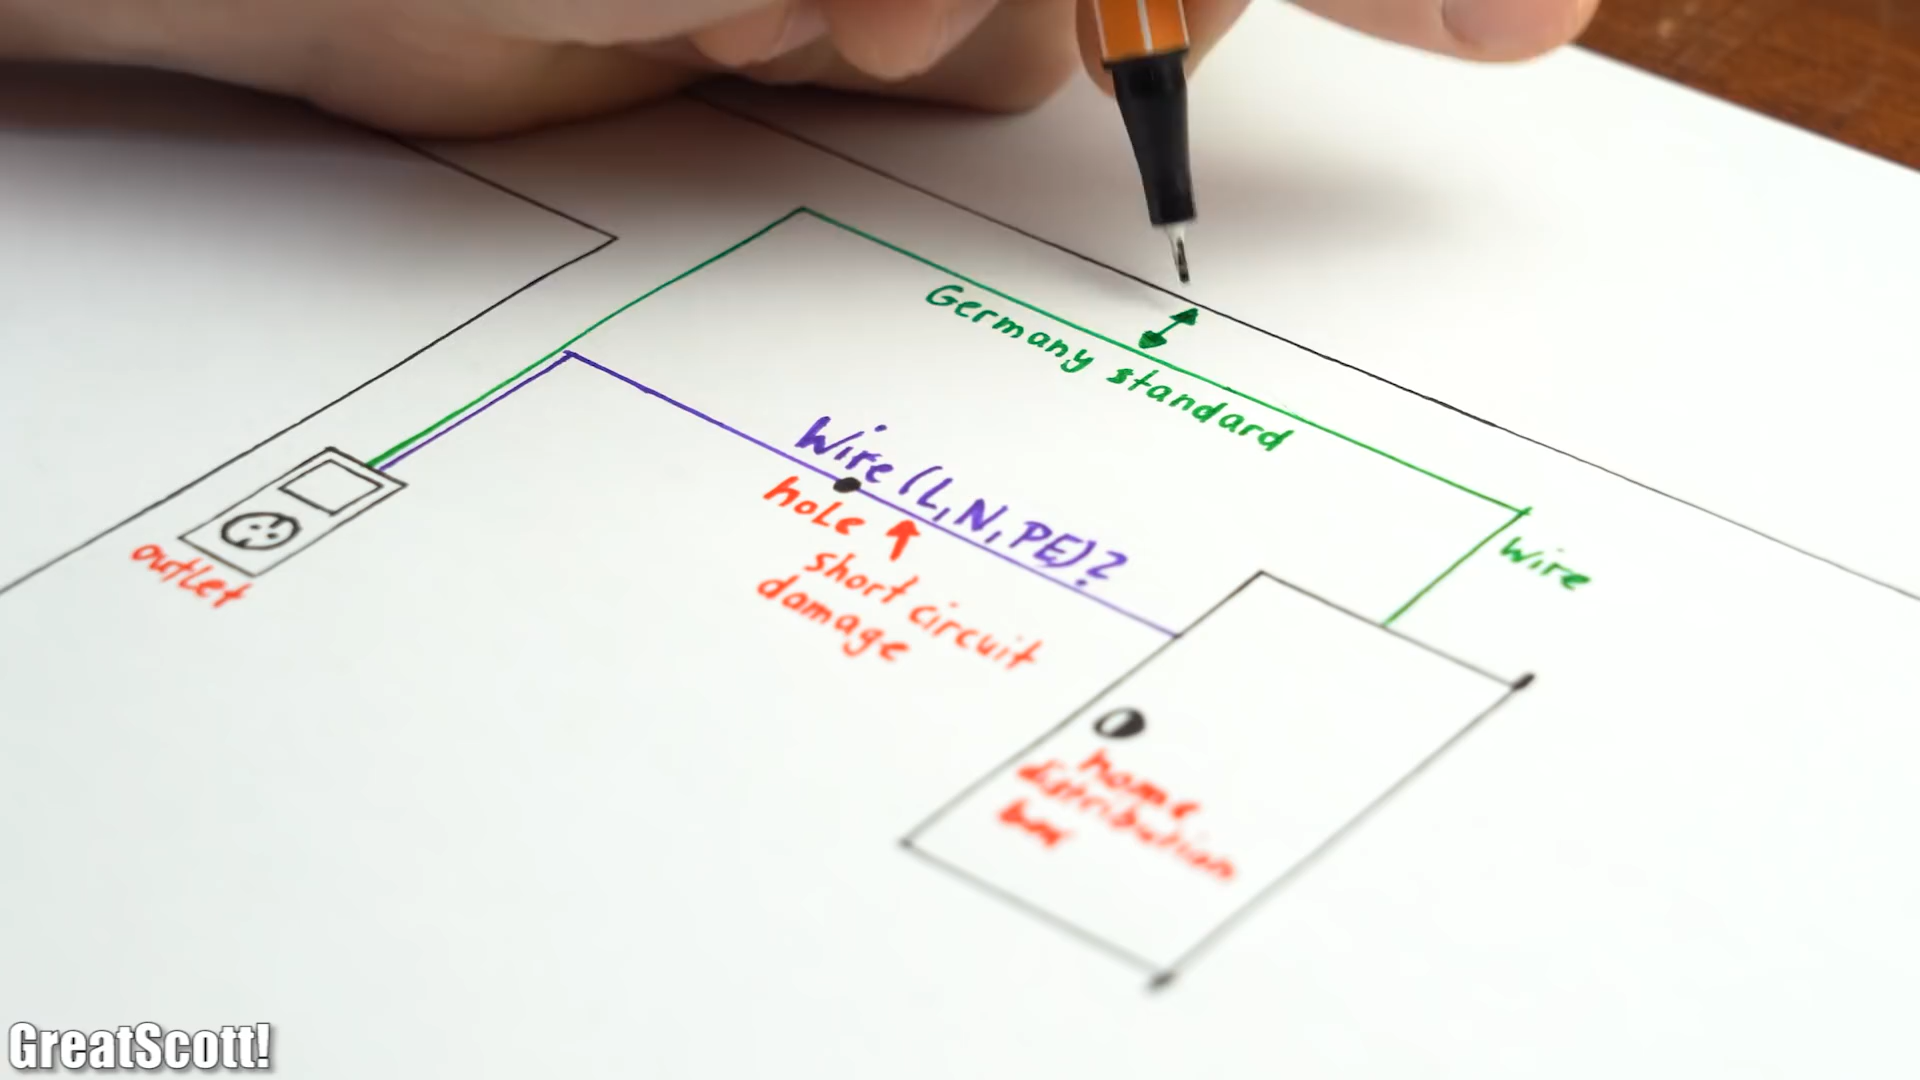 Germany standard
Wire (L,N,PE)?
hole
short circuit
damage
wire
outlet
home
distribution
box
GreatScott!